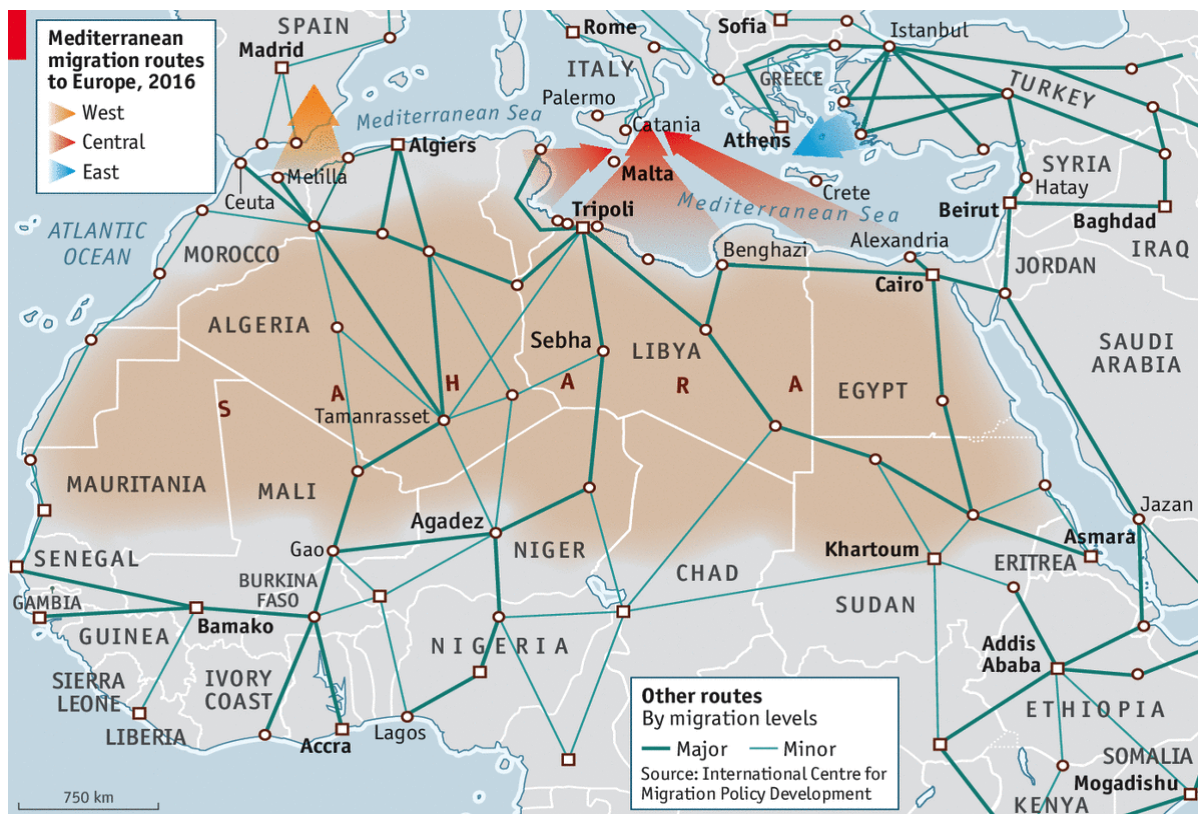 Mediterranean
migration routes
to Europe, 2016
West
Central
East
SPAIN
Madrid
Rome
ITALY
Palermo
Catania
Malta
Sofia
Istanbul
GREECE
TURKEY
Athens
Crete
SYRIA
Hatay
Beirut
Baghdad
IRAQ
JORDAN
Mediterranean Sea
Mediterranean Sea
Algiers
Melilla
Ceuta
ATLANTIC
OCEAN
MOROCCO
Tripoli
Benghazi
Alexandria
Cairo
ALGERIA
Sebha
LIBYA
EGYPT
SAUDI
ARABIA
S A H A R A
Tamanrasset
MAURITANIA
MALI
Agadez
Gao
NIGER
CHAD
Khartoum
Asmara
Jazan
ERITREA
SENEGAL
GAMBIA
BURKINA
FASO
Bamako
GUINEA
SIERRA
LEONE
LIBERIA
IVORY
COAST
Accra
Lagos
NIGERIA
SUDAN
Addis
Ababa
ETHIOPIA
SOMALIA
Mogadishu
KENYA
Other routes
By migration levels
Major
Minor
Source: International Centre for
Migration Policy Development
750 km